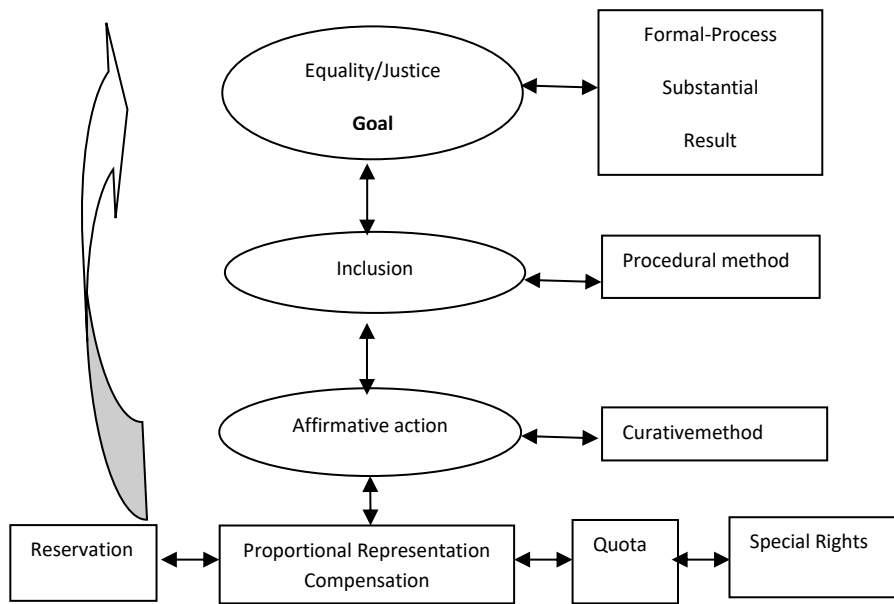 Equality/Justice
Goal
Formal-Process
Substantial
Result
Inclusion
Procedural method
Affirmative action
Curativemethod
Reservation
Proportional Representation
Compensation
Quota
Special Rights